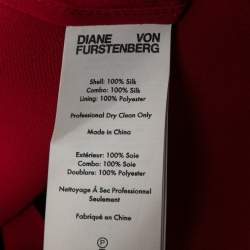 DIANE VON
FURSTENBERG
Shell: 100% Silk
Combo: 100% Silk
Lining: 100% Polyester
Professional Dry Clean Only
Made in China
Extérieur: 100% Soie
Combo: 100% Soie
Doublare: 100% Polyester
Nettoyage À Sec Professionnel
Seulement
Fabriqué en Chine
P